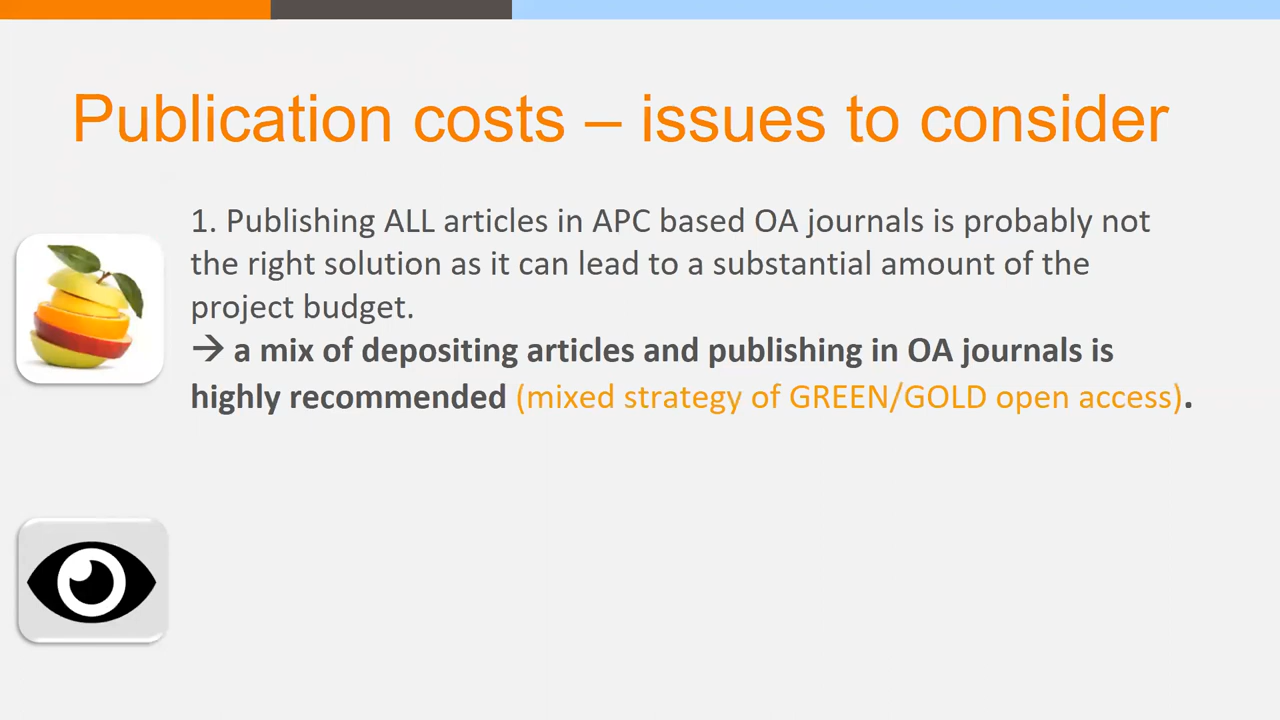 Publication costs – issues to consider
1. Publishing ALL articles in APC based OA journals is probably not
the right solution as it can lead to a substantial amount of the
project budget.
→ a mix of depositing articles and publishing in OA journals is
highly recommended (mixed strategy of GREEN/GOLD open access).